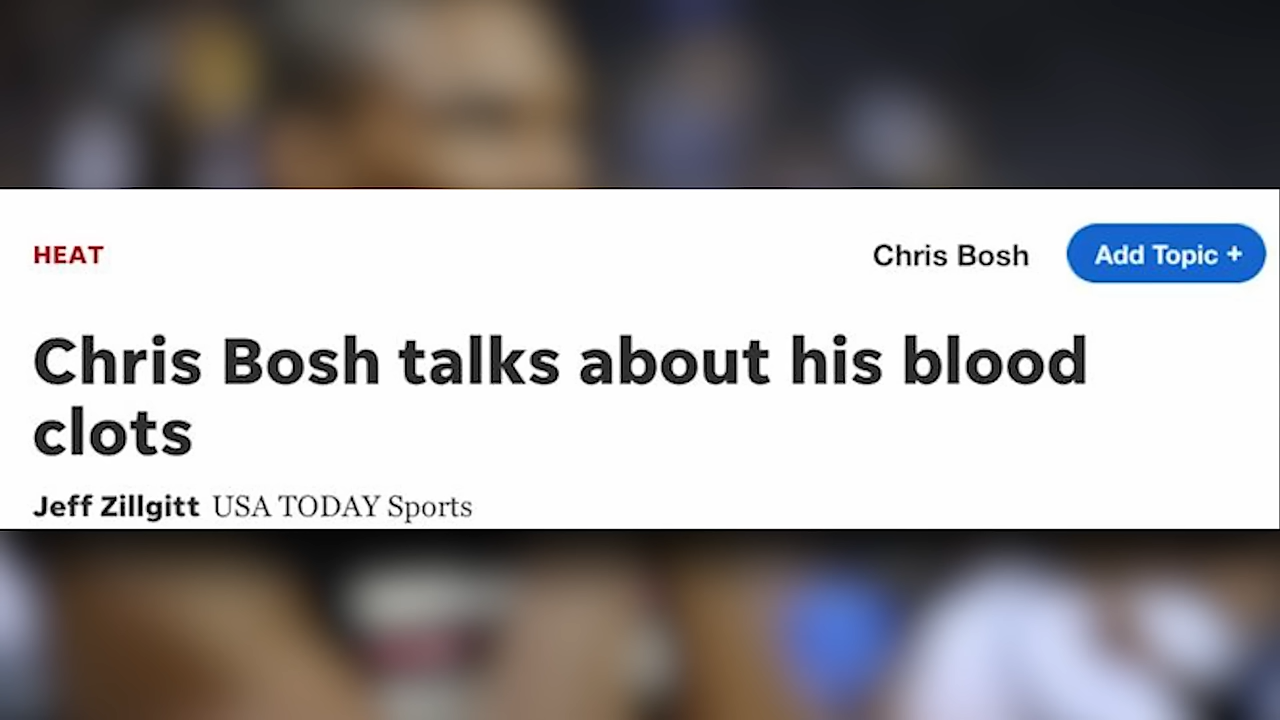 HEAT
Chris Bosh
Add Topic +
Chris Bosh talks about his blood
clots
Jeff Zillgitt USA TODAY Sports